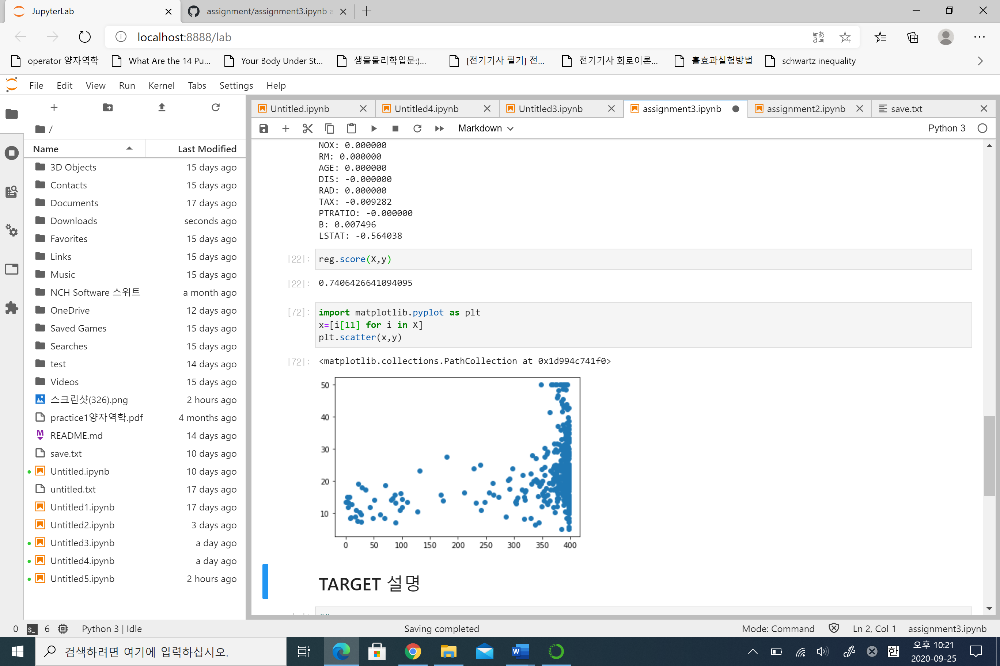 JupyterLab
assignment/assignment3.ipynb a
localhost:8888/lab
operator 양자역학
What Are the 14 Pu...
Your Body Under St...
생물물리학입문:)...
[전기기사 필기] 전...
전기기사 회로이론...
홀효과실험방법
schwartz inequality
File Edit View Run Kernel Tabs Settings Help
/
Name Last Modified
3D Objects 15 days ago
Contacts 15 days ago
Documents 17 days ago
Downloads seconds ago
Favorites 15 days ago
Links 15 days ago
Music 15 days ago
NCH Software 스위트 a month ago
OneDrive 12 days ago
Saved Games 15 days ago
Searches 15 days ago
test 14 days ago
Videos 15 days ago
스크린샷(326).png 2 hours ago
practice1양자역학.pdf 4 months ago
README.md 14 days ago
save.txt 10 days ago
Untitled.ipynb 10 days ago
untitled.txt 17 days ago
Untitled1.ipynb 17 days ago
Untitled2.ipynb 3 days ago
Untitled3.ipynb a day ago
Untitled4.ipynb a day ago
Untitled5.ipynb 2 hours ago
Untitled.ipynb
Untitled4.ipynb
Untitled3.ipynb
assignment3.ipynb
assignment2.ipynb
save.txt
Markdown
Python 3
NOX: 0.000000
RM: 0.000000
AGE: 0.000000
DIS: -0.000000
RAD: 0.000000
TAX: -0.009282
PTRATIO: -0.000000
B: 0.007496
LSTAT: -0.564038
[22]: reg.score(X,y)
[22]: 0.7406426641094095
[72]: import matplotlib.pyplot as plt
x=[i[11] for i in X]
plt.scatter(x,y)
[72]: <matplotlib.collections.PathCollection at 0x1d994c741f0>
50
40
30
20
10
0 50 100 150 200 250 300 350 400
TARGET 설명
0 $_ 6 Python 3 | Idle
Saving completed
Mode: Command
Ln 2, Col 1
assignment3.ipynb
검색하려면 여기에 입력하십시오.
한
오후 10:21
2020-09-25